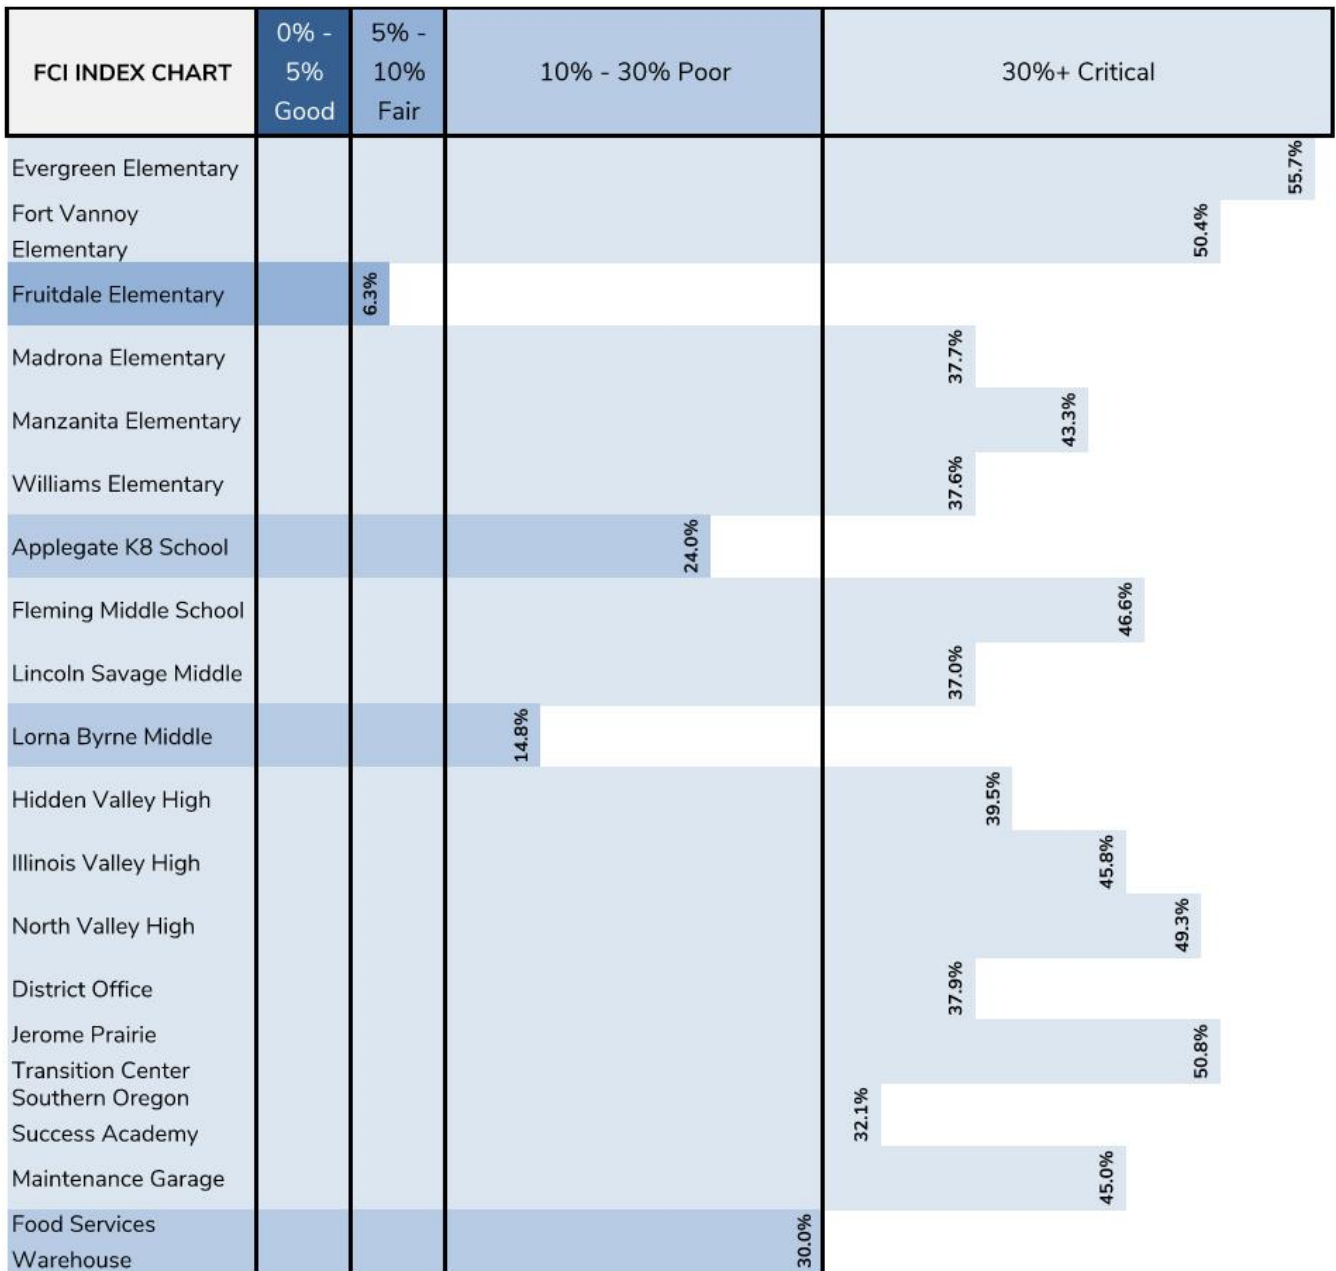 FCI INDEX CHART
0% -
5%
Good
5% -
10%
Fair
10% - 30% Poor
30%+ Critical
Evergreen Elementary
55.7%
Fort Vannoy
Elementary
50.4%
Fruitdale Elementary
6.3%
Madrona Elementary
37.7%
Manzanita Elementary
43.3%
Williams Elementary
37.6%
Applegate K8 School
24.0%
Fleming Middle School
46.6%
Lincoln Savage Middle
37.0%
Lorna Byrne Middle
14.8%
Hidden Valley High
39.5%
Illinois Valley High
45.8%
North Valley High
49.3%
District Office
37.9%
Jerome Prairie
Transition Center
50.8%
Southern Oregon
Success Academy
32.1%
Maintenance Garage
45.0%
Food Services
Warehouse
30.0%